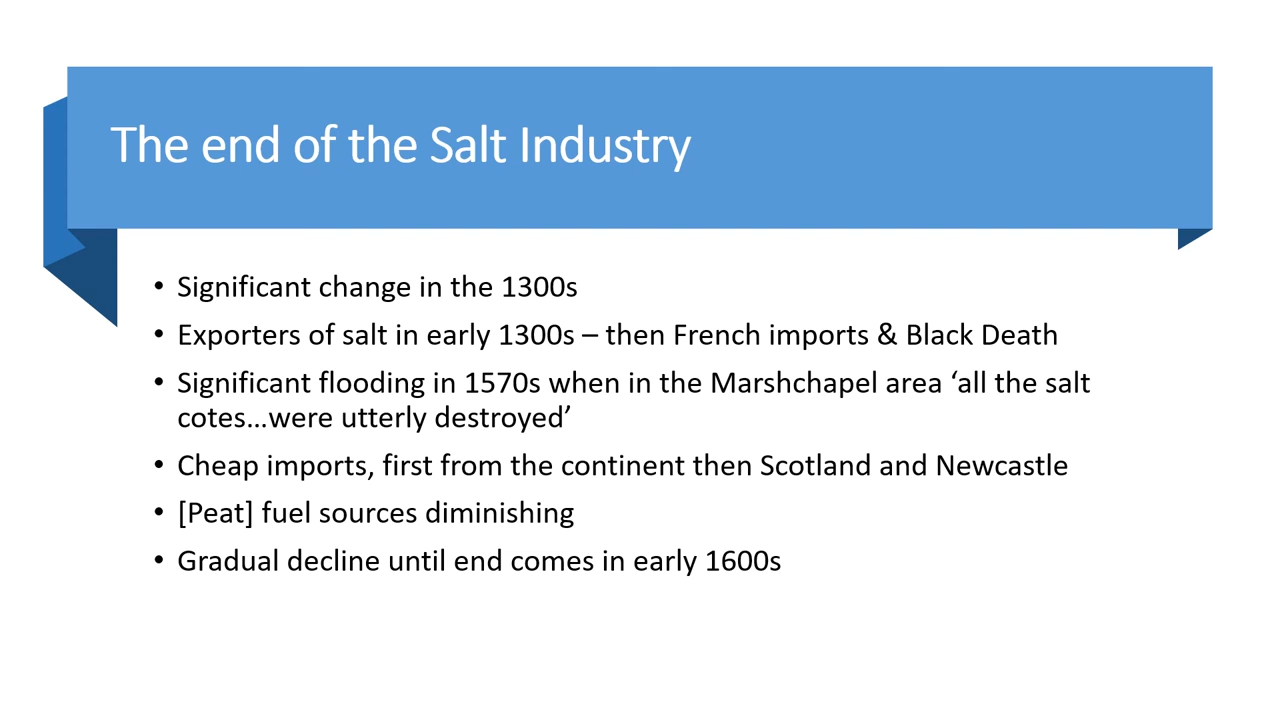 The end of the Salt Industry
• Significant change in the 1300s
• Exporters of salt in early 1300s – then French imports & Black Death
• Significant flooding in 1570s when in the Marshchapel area ‘all the salt
cotes…were utterly destroyed’
• Cheap imports, first from the continent then Scotland and Newcastle
• [Peat] fuel sources diminishing
• Gradual decline until end comes in early 1600s